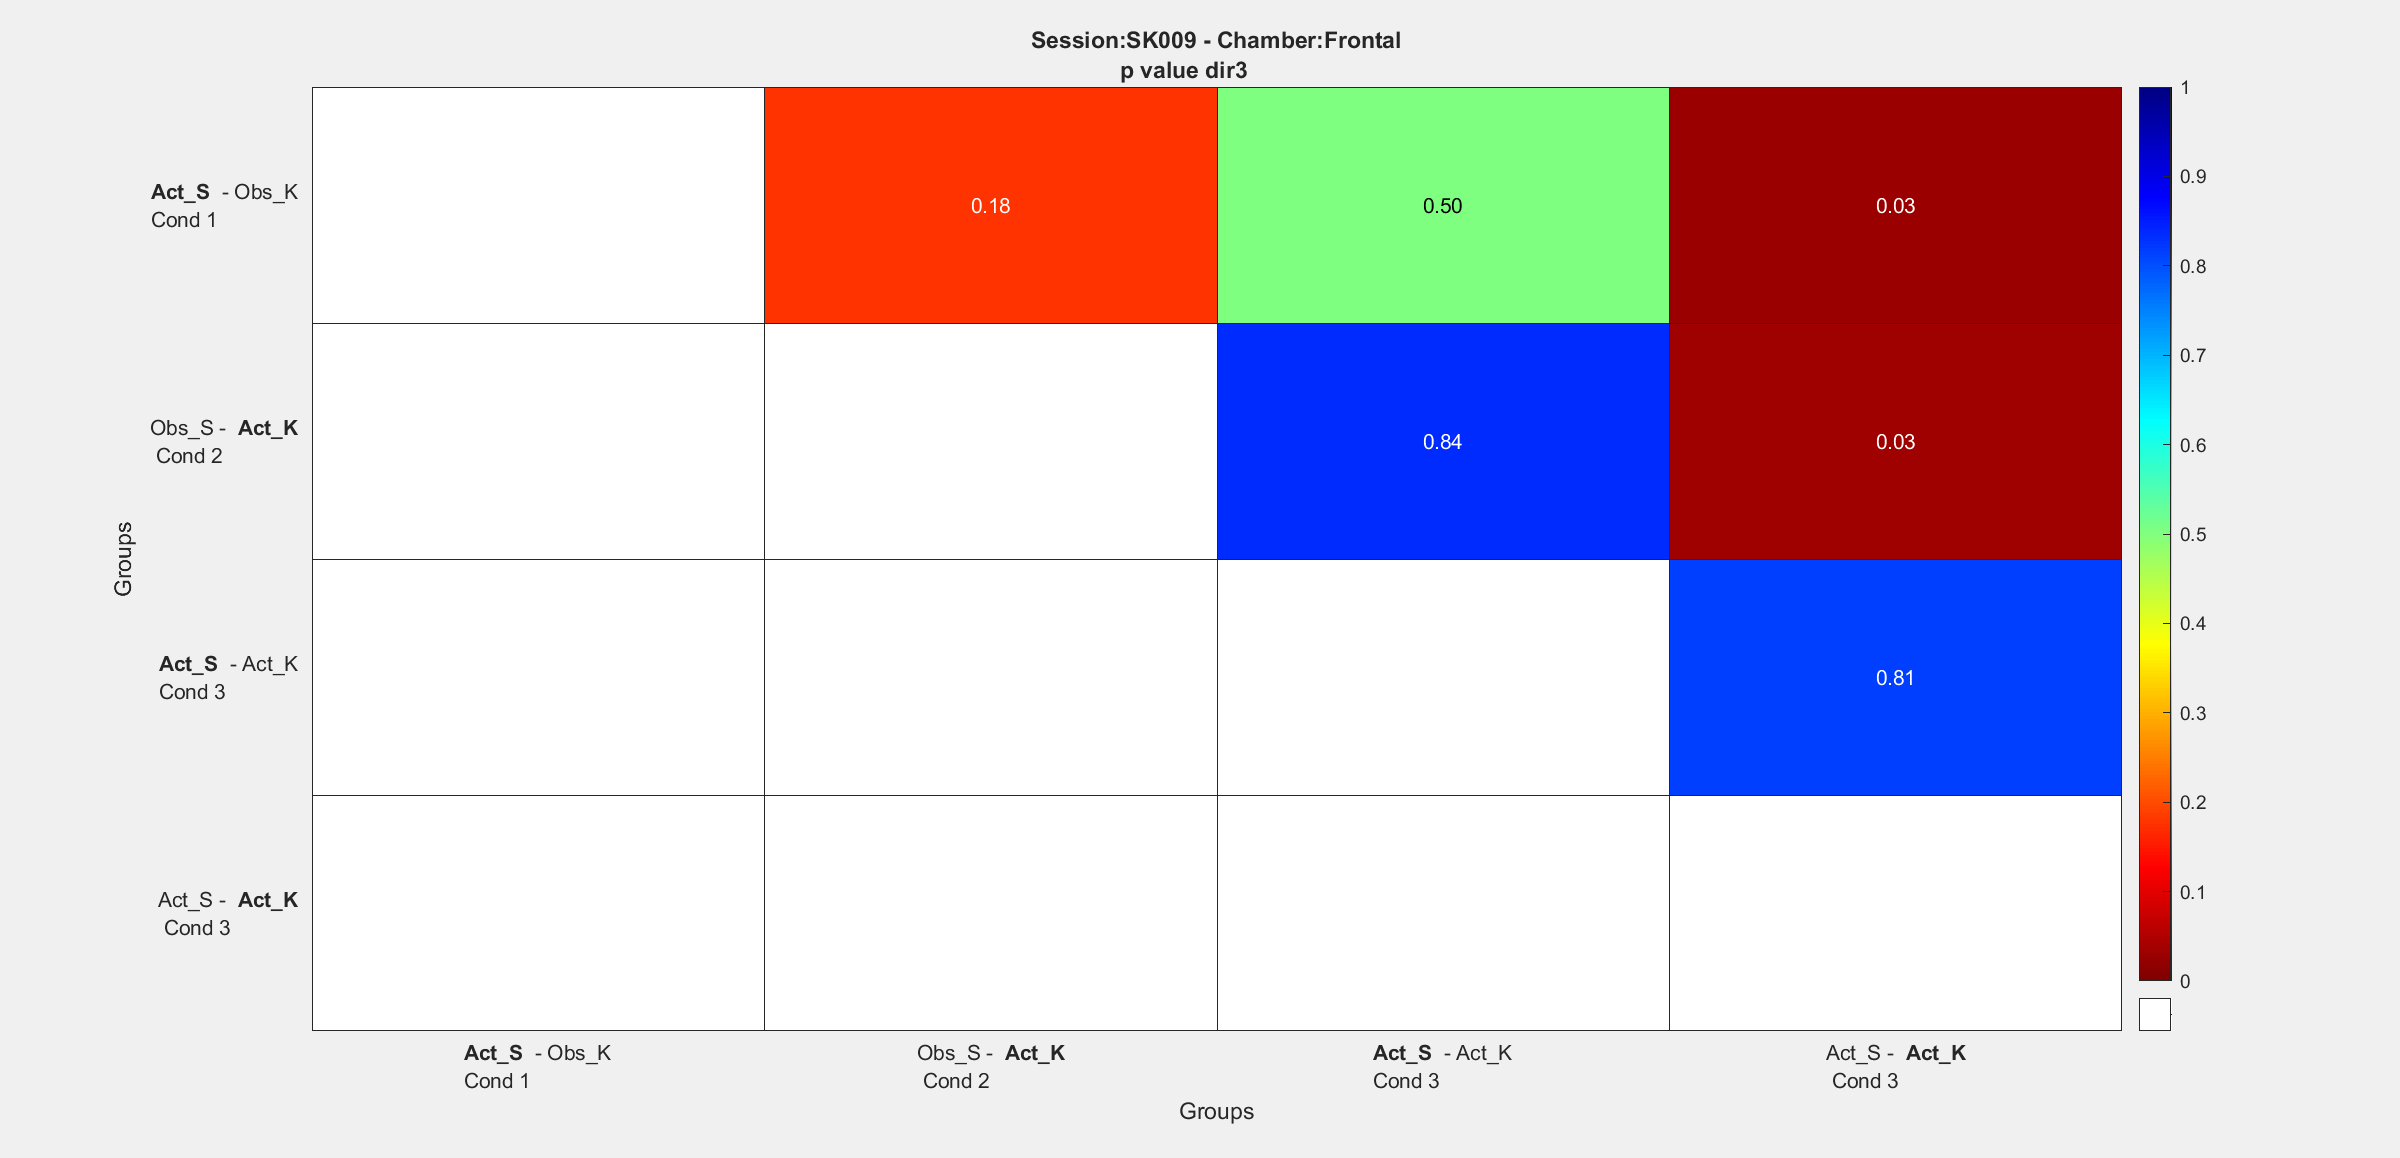 Session:SK009 - Chamber:Frontal
p value dir3
Act_S - Obs_K
Cond 1
0.18
0.50
0.03
Obs_S - Act_K
Cond 2
0.84
0.03
Groups
Act_S - Act_K
Cond 3
0.81
Act_S - Act_K
Cond 3
Act_S - Obs_K
Cond 1
Obs_S - Act_K
Cond 2
Act_S - Act_K
Cond 3
Act_S - Act_K
Cond 3
Groups
1
0.9
0.8
0.7
0.6
0.5
0.4
0.3
0.2
0.1
0